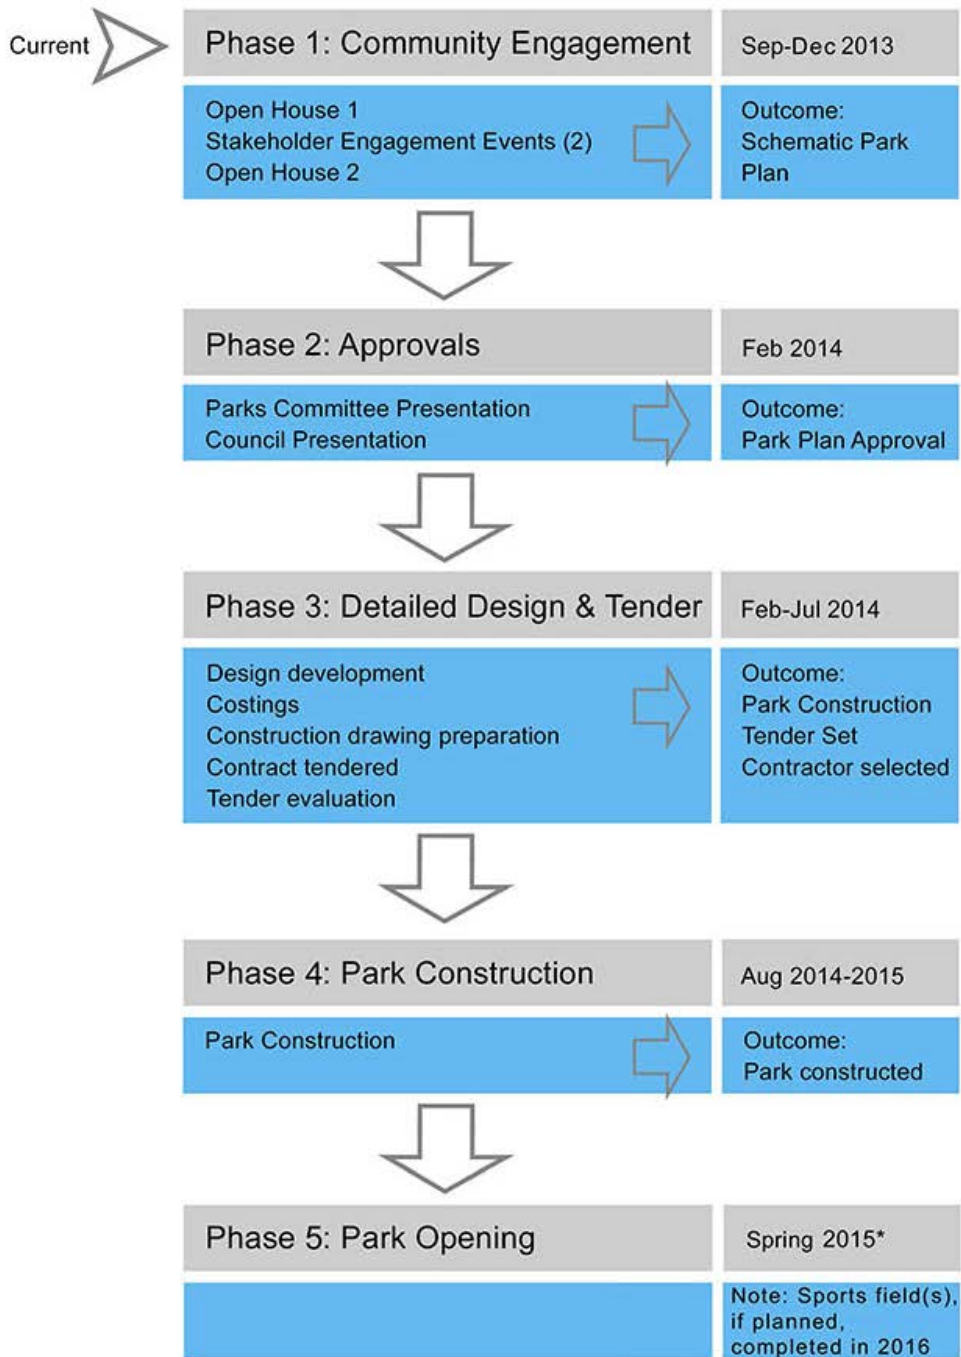 Current
Phase 1: Community Engagement
Sep-Dec 2013
Open House 1
Stakeholder Engagement Events (2)
Open House 2
Outcome:
Schematic Park
Plan
Phase 2: Approvals
Feb 2014
Parks Committee Presentation
Council Presentation
Outcome:
Park Plan Approval
Phase 3: Detailed Design & Tender
Feb-Jul 2014
Design development
Costings
Construction drawing preparation
Contract tendered
Tender evaluation
Outcome:
Park Construction
Tender Set
Contractor selected
Phase 4: Park Construction
Aug 2014-2015
Park Construction
Outcome:
Park constructed
Phase 5: Park Opening
Spring 2015*
Note: Sports field(s),
if planned,
completed in 2016